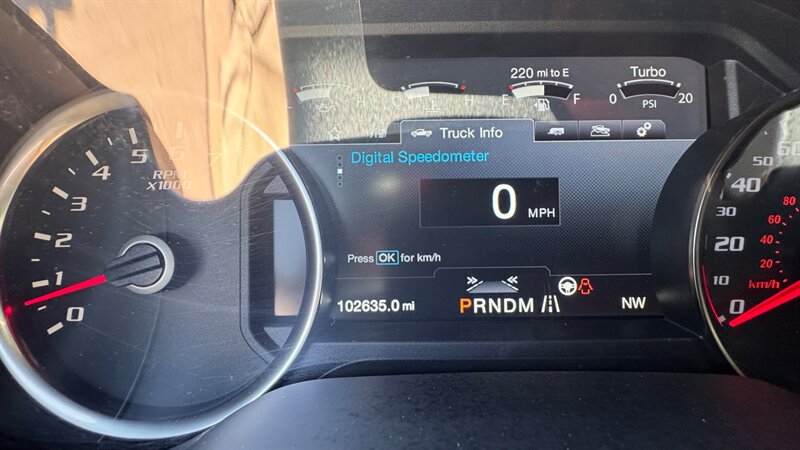 220 mi to E
Turbo
H
C
E
F
0
PSI
20
Truck Info
Digital Speedometer
0 MPH
Press OK for km/h
102635.0 mi
PRNDM
NW
RPM
X1000
0
1
2
3
4
5
6
7
0
10
20
30
40
50
60
20
40
60
80
km/h